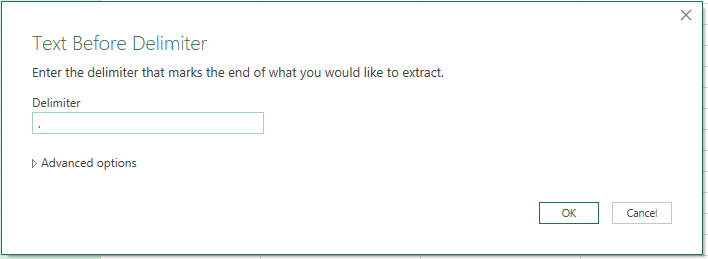 Text Before Delimiter
Enter the delimiter that marks the end of what you would like to extract.
Delimiter
.
Advanced options
OK Cancel